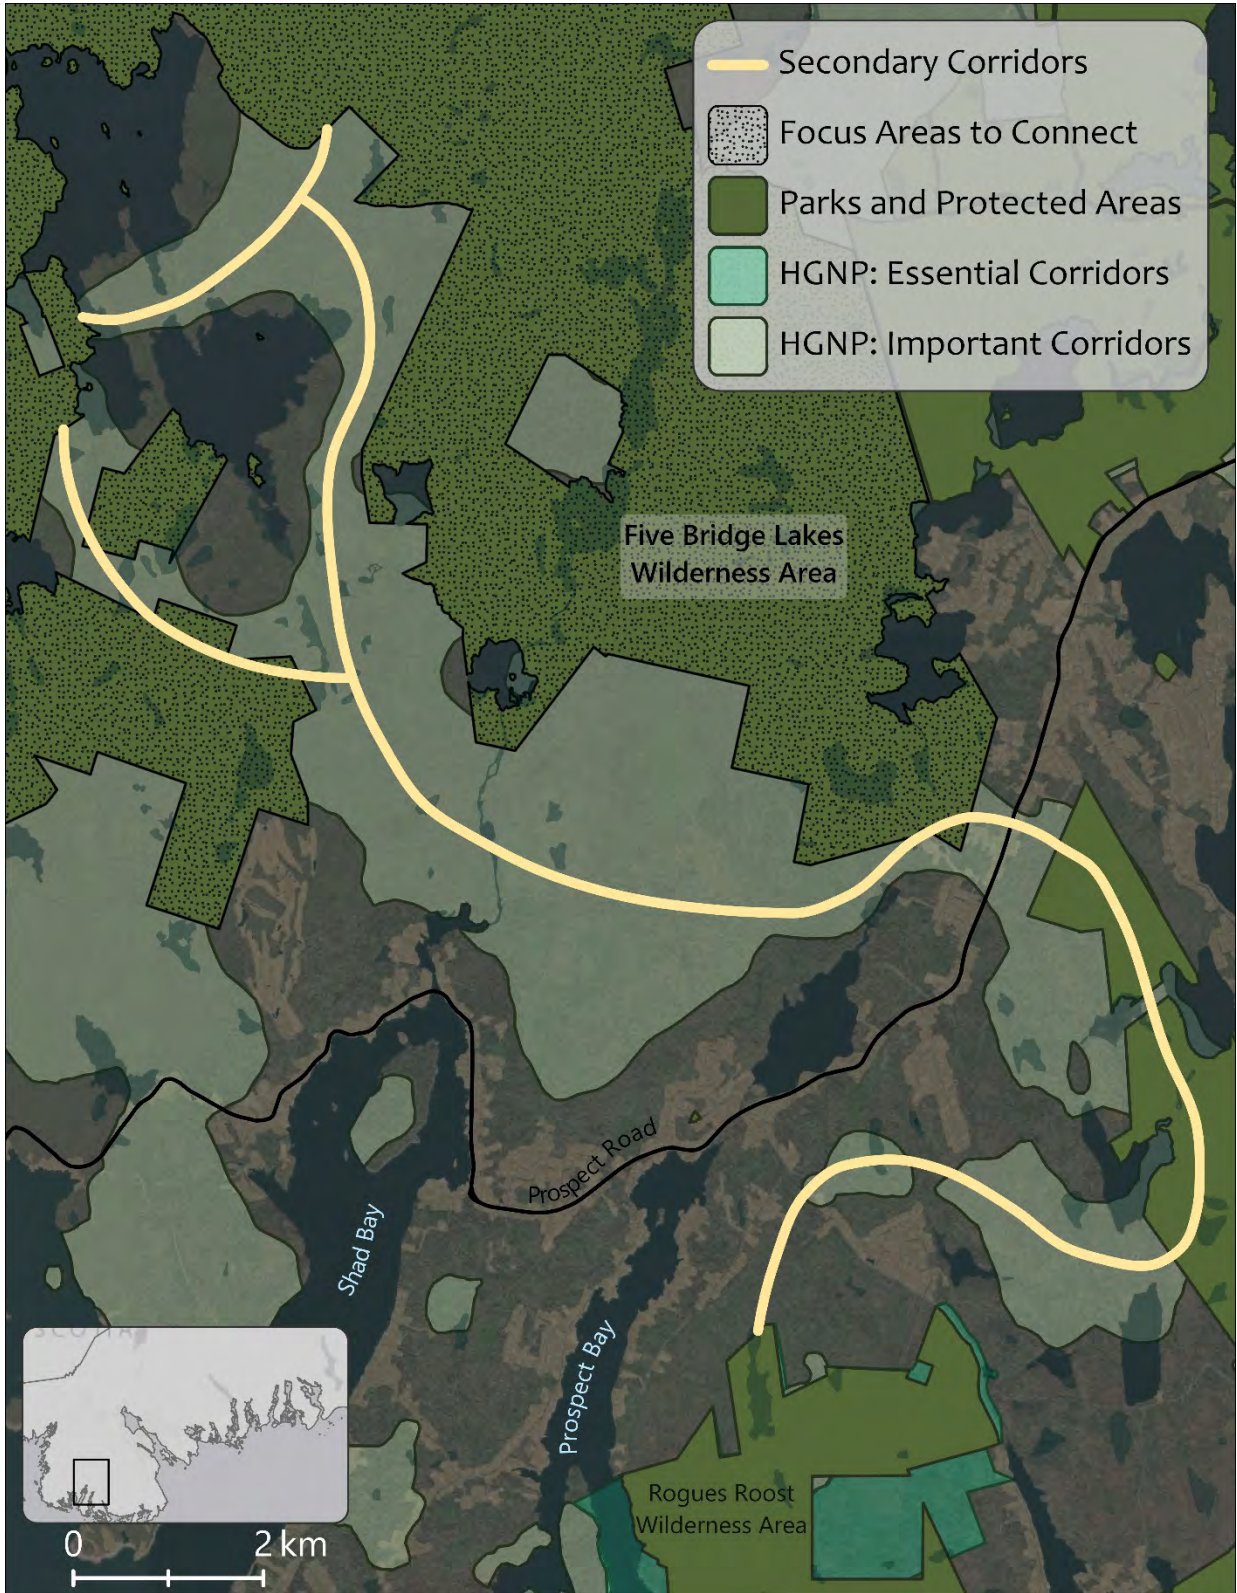 Secondary Corridors
Focus Areas to Connect
Parks and Protected Areas
HGNP: Essential Corridors
HGNP: Important Corridors
Five Bridge Lakes
Wilderness Area
Prospect Road
Shad Bay
Prospect Bay
Rogues Roost
Wilderness Area
0 2 km